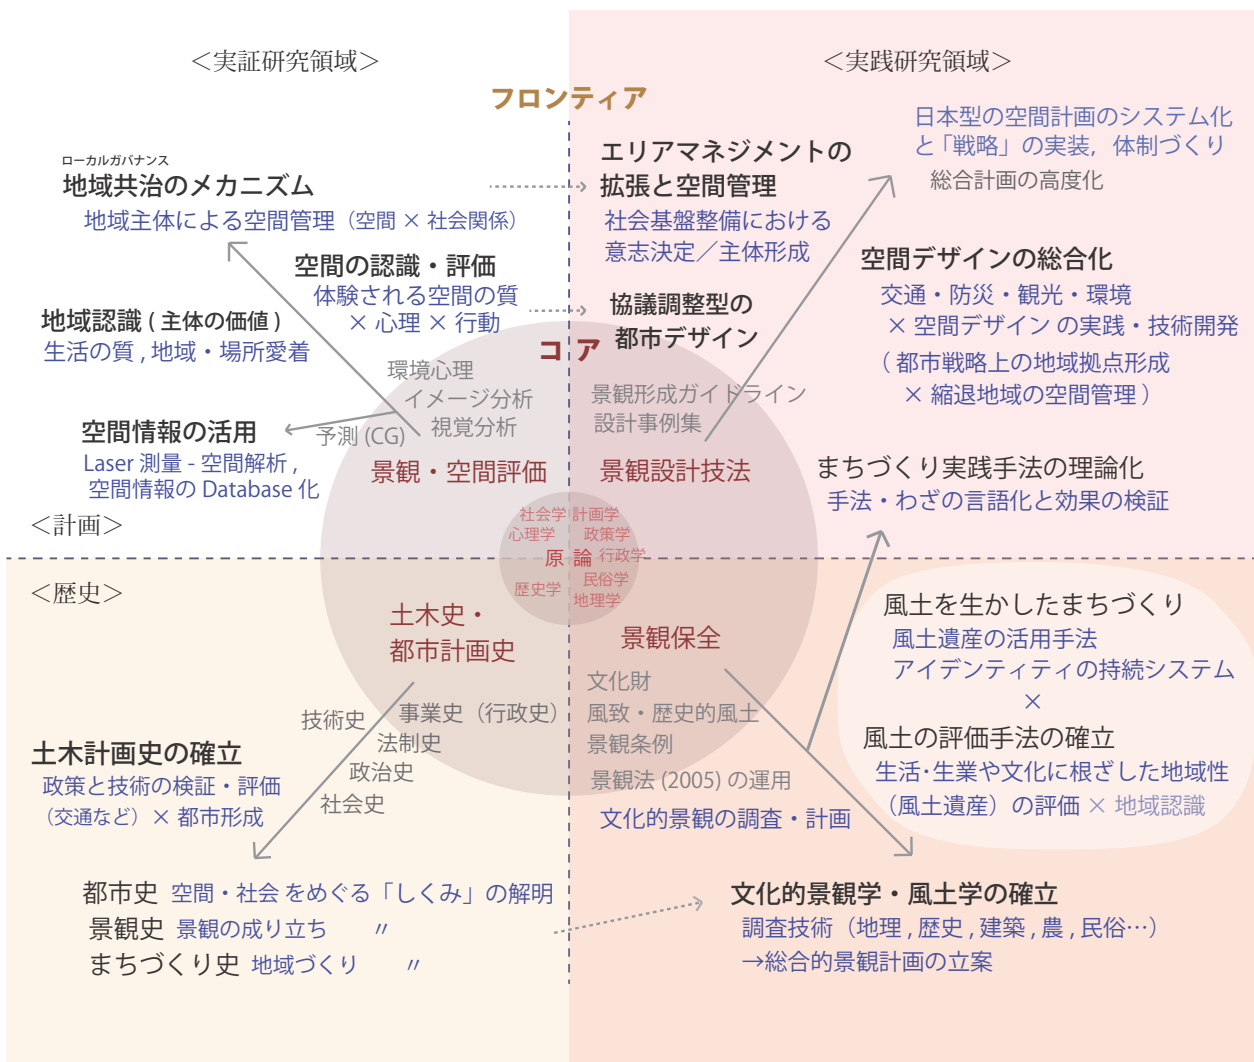 ＜実証研究領域＞
＜実践研究領域＞
フロンティア
ローカルガバナンス
地域共治のメカニズム
地域主体による空間管理（空間 × 社会関係）
空間の認識・評価
体験される空間の質
× 心理 × 行動
地域認識 ( 主体の価値 )
生活の質 , 地域・場所愛着
空間情報の活用
Laser 測量 - 空間解析 ,
空間情報の Database 化
＜計画＞
エリアマネジメントの
拡張と空間管理
社会基盤整備における
意志決定／主体形成
協議調整型の
都市デザイン
日本型の空間計画のシステム化
と「戦略」の実装，体制づくり
総合計画の高度化
空間デザインの総合化
交通・防災・観光・環境
× 空間デザイン の実践・技術開発
（ 都市戦略上の地域拠点形成
× 縮退地域の空間管理 ）
まちづくり実践手法の理論化
手法・わざの言語化と効果の検証
コア
環境心理
イメージ分析
視覚分析
予測 (CG)
景観・空間評価
景観形成ガイドライン
設計事例集
景観設計技法
社会学
計画学
心理学
政策学
原論
行政学
民俗学
歴史学
地理学
＜歴史＞
土木史・
都市計画史
技術史
事業史（行政史）
法制史
政治史
社会史
土木計画史の確立
政策と技術の検証・評価
（交通など）× 都市形成
都市史 空間・社会 をめぐる「しくみ」の解明
景観史 景観の成り立ち 〃
まちづくり史 地域づくり 〃
景観保全
文化財
風致・歴史的風土
景観条例
景観法 (2005) の運用
文化的景観の調査・計画
風土を生かしたまちづくり
風土遺産の活用手法
アイデンティティの持続システム
×
風土の評価手法の確立
生活・生業や文化に根ざした地域性
（風土遺産）の評価 × 地域認識
文化的景観学・風土学の確立
調査技術（地理 , 歴史 , 建築 , 農 , 民俗…）
→総合的景観計画の立案